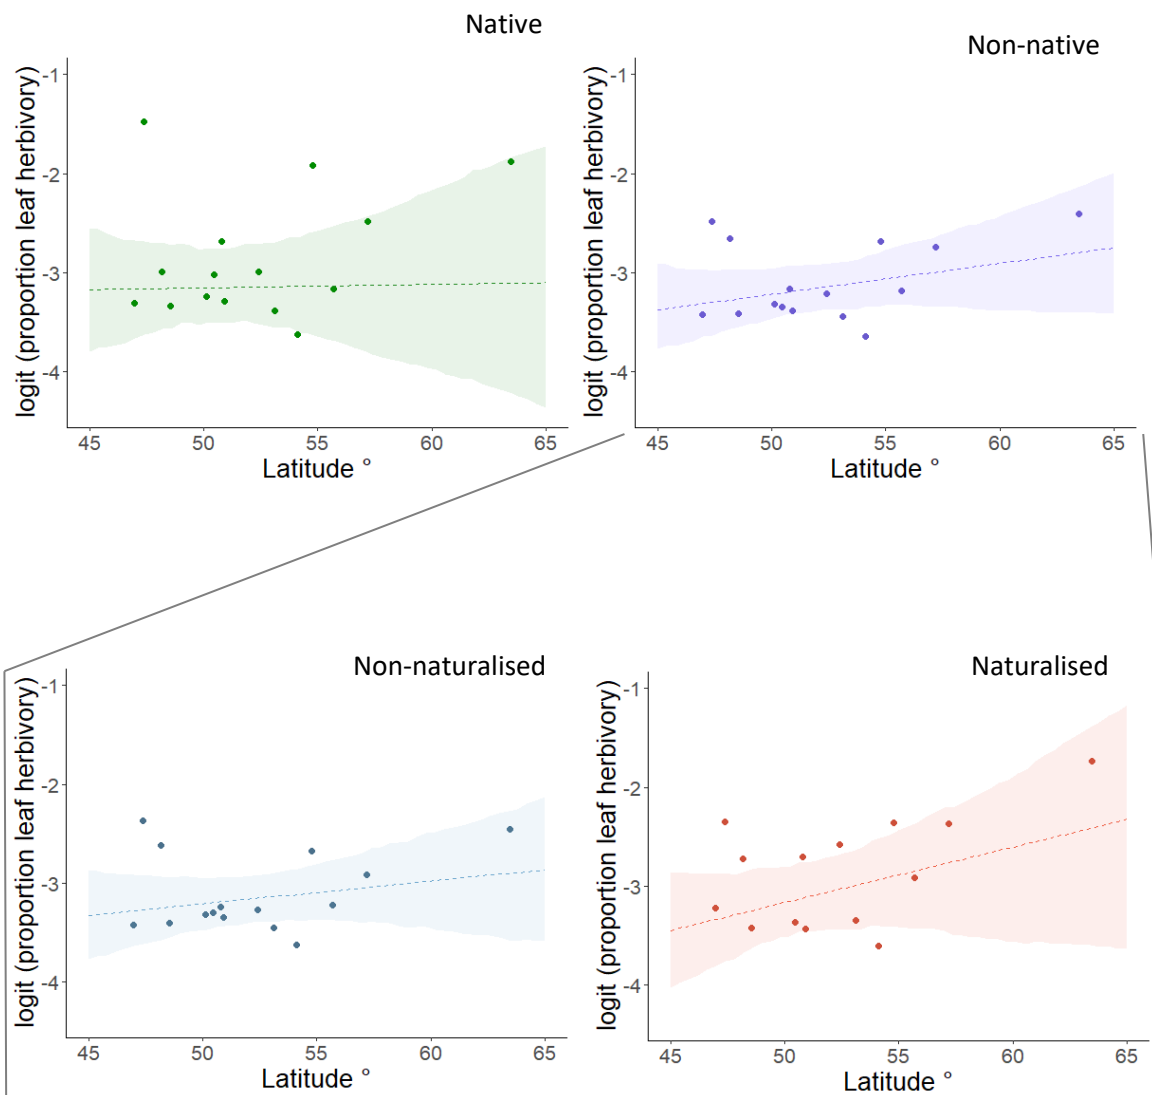 Native
logit (proportion leaf herbivory)
-1
-2
-3
-4
45 50 55 60 65
Latitude °
Non-native
logit (proportion leaf herbivory)
-1
-2
-3
-4
45 50 55 60 65
Latitude °
Non-naturalised
logit (proportion leaf herbivory)
-1
-2
-3
-4
45 50 55 60 65
Latitude °
Naturalised
logit (proportion leaf herbivory)
-1
-2
-3
-4
45 50 55 60 65
Latitude °